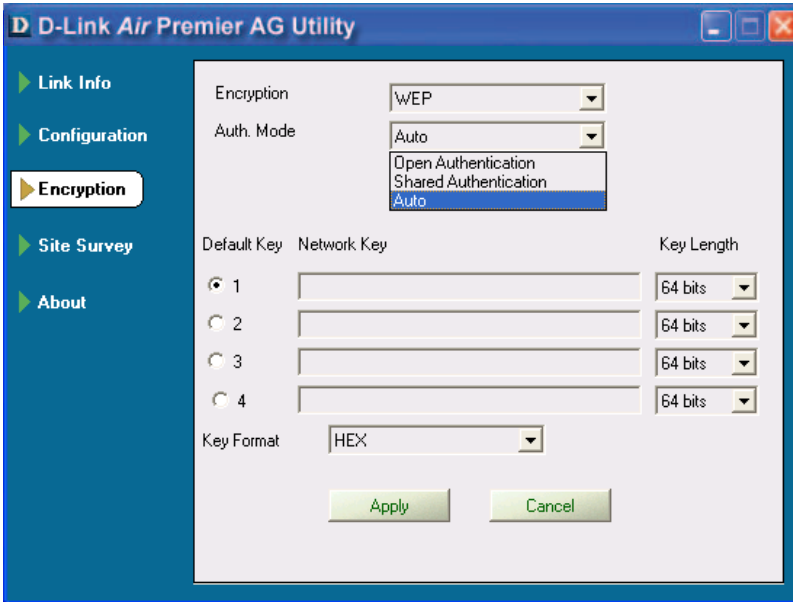 D D-Link Air Premier AG Utility
Link Info
Configuration
Encryption
Site Survey
About
Encryption WEP
Auth. Mode Auto
Open Authentication
Shared Authentication
Auto
Default Key Network Key Key Length
1 64 bits
2 64 bits
3 64 bits
4 64 bits
Key Format HEX
Apply Cancel